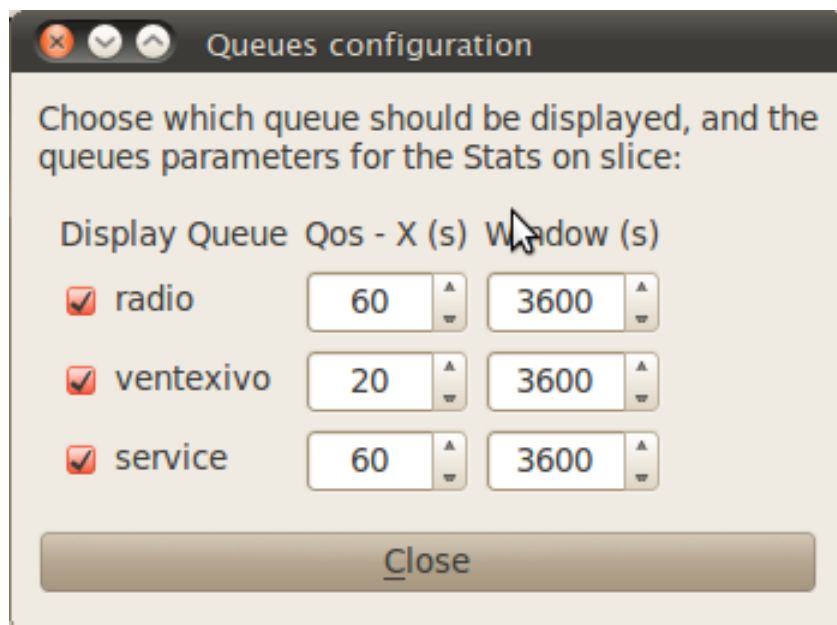 Queues configuration
Choose which queue should be displayed, and the
queues parameters for the Stats on slice:
Display Queue Qos - X (s) Window (s)
radio 60 3600
ventexivo 20 3600
service 60 3600
Close